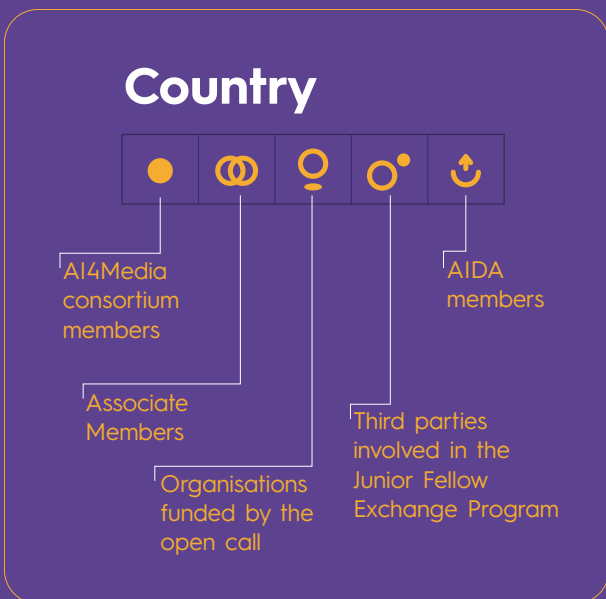 Country
AI4Media
consortium
members
Associate
Members
Organisations
funded by the
open call
Third parties
involved in the
Junior Fellow
Exchange Program
AIDA
members